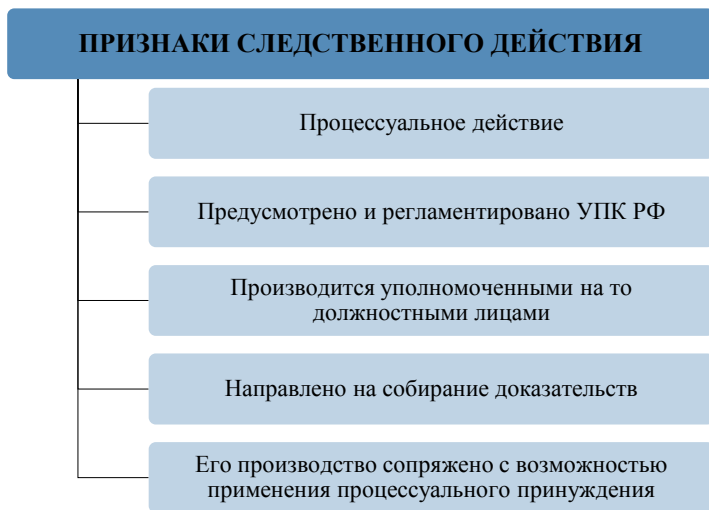 ПРИЗНАКИ СЛЕДСТВЕННОГО ДЕЙСТВИЯ
Процессуальное действие
Предусмотрено и регламентировано УПК РФ
Производится уполномоченными на то
должностными лицами
Направлено на собирание доказательств
Его производство сопряжено с возможностью
применения процессуального принуждения